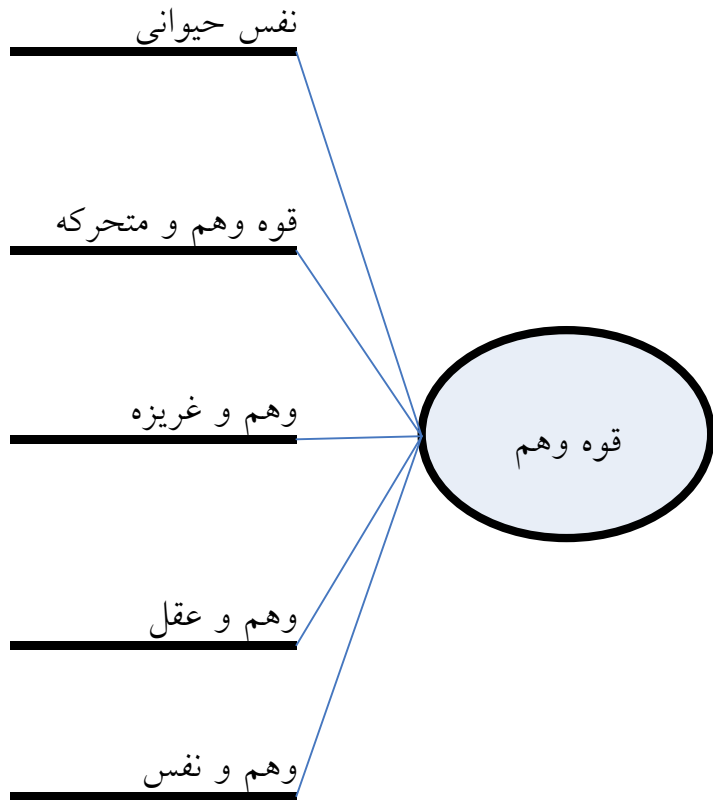 نفس حیوانی
قوه وهم و متحرکه
وهم و غریزه
قوه وهم
وهم و عقل
وهم و نفس